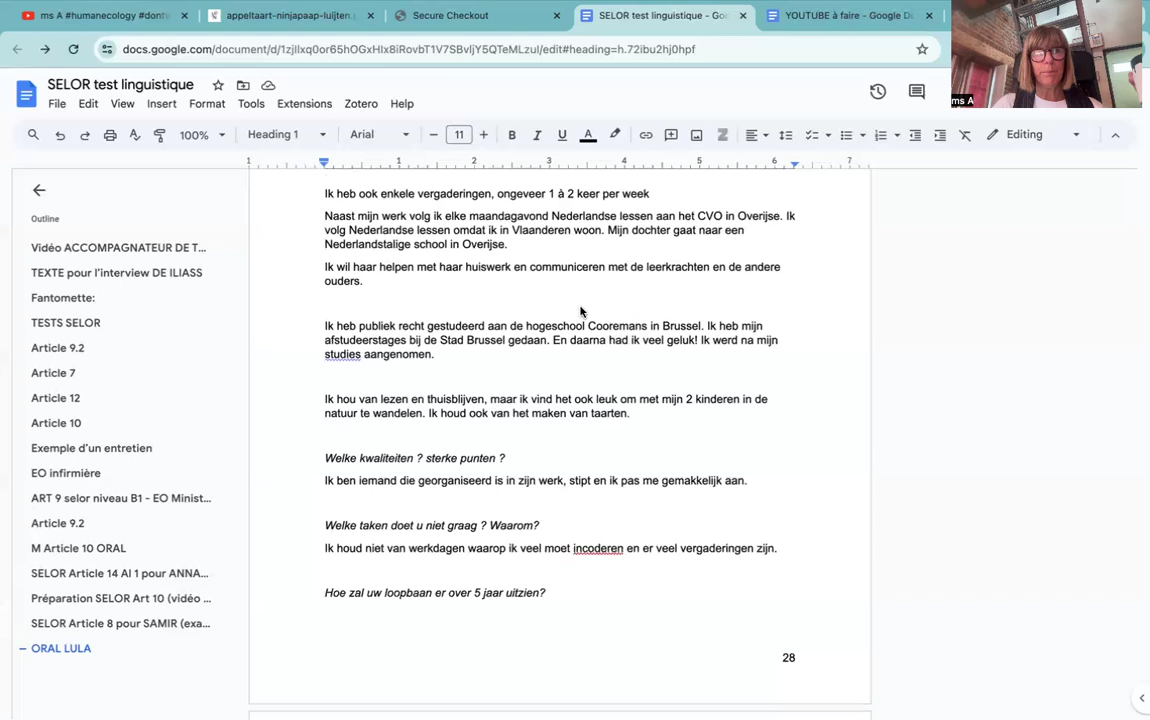 ms A #humanecology #donti
appeltaart-ninjapaap-luijten.
Secure Checkout
SELOR test linguistique - Goo
YOUTUBE à faire - Google D
docs.google.com/document/d/1zjIlxq0or65hOGxHIx8iRovbT1V7SBvIjY5QTeMLzuI/edit#heading=h.72ibu2hj0hpf
SELOR test linguistique
File Edit View Insert Format Tools Extensions Zotero Help
ms A
100% Heading 1 Arial 11 B I U A Editing
1 1 2 3 4 5 6 7
Outline
Vidéo ACCOMPAGNATEUR DE T...
TEXTE pour l'interview DE ILIASS
Fantomette:
TESTS SELOR
Article 9.2
Article 7
Article 12
Article 10
Exemple d'un entretien
EO infirmière
ART 9 selor niveau B1 - EO Minist...
Article 9.2
M Article 10 ORAL
SELOR Article 14 Al 1 pour ANNA...
Préparation SELOR Art 10 (vidéo ...
SELOR Article 8 pour SAMIR (exa...
ORAL LULA
Ik heb ook enkele vergaderingen, ongeveer 1 à 2 keer per week
Naast mijn werk volg ik elke maandagavond Nederlandse lessen aan het CVO in Overijse. Ik
volg Nederlandse lessen omdat ik in Vlaanderen woon. Mijn dochter gaat naar een
Nederlandstalige school in Overijse.
Ik wil haar helpen met haar huiswerk en communiceren met de leerkrachten en de andere
ouders.
Ik heb publiek recht gestudeerd aan de hogeschool Cooremans in Brussel. Ik heb mijn
afstudeerstages bij de Stad Brussel gedaan. En daarna had ik veel geluk! Ik werd na mijn
studies aangenomen.
Ik hou van lezen en thuisblijven, maar ik vind het ook leuk om met mijn 2 kinderen in de
natuur te wandelen. Ik houd ook van het maken van taarten.
Welke kwaliteiten ? sterke punten ?
Ik ben iemand die georganiseerd is in zijn werk, stipt en ik pas me gemakkelijk aan.
Welke taken doet u niet graag ? Waarom?
Ik houd niet van werkdagen waarop ik veel moet incoderen en er veel vergaderingen zijn.
Hoe zal uw loopbaan er over 5 jaar uitzien?
28